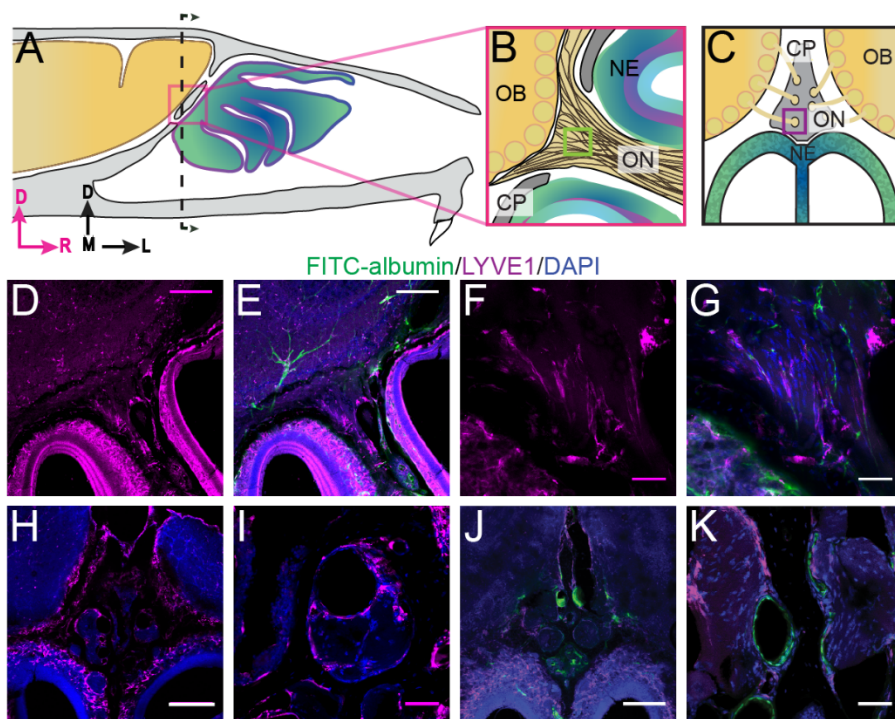 A
D
R
D
M
L
B
OB
NE
ON
CP
C
CP
OB
ON
NE
FITC-albumin/LYVE1/DAPI
D
E
F
G
H
I
J
K